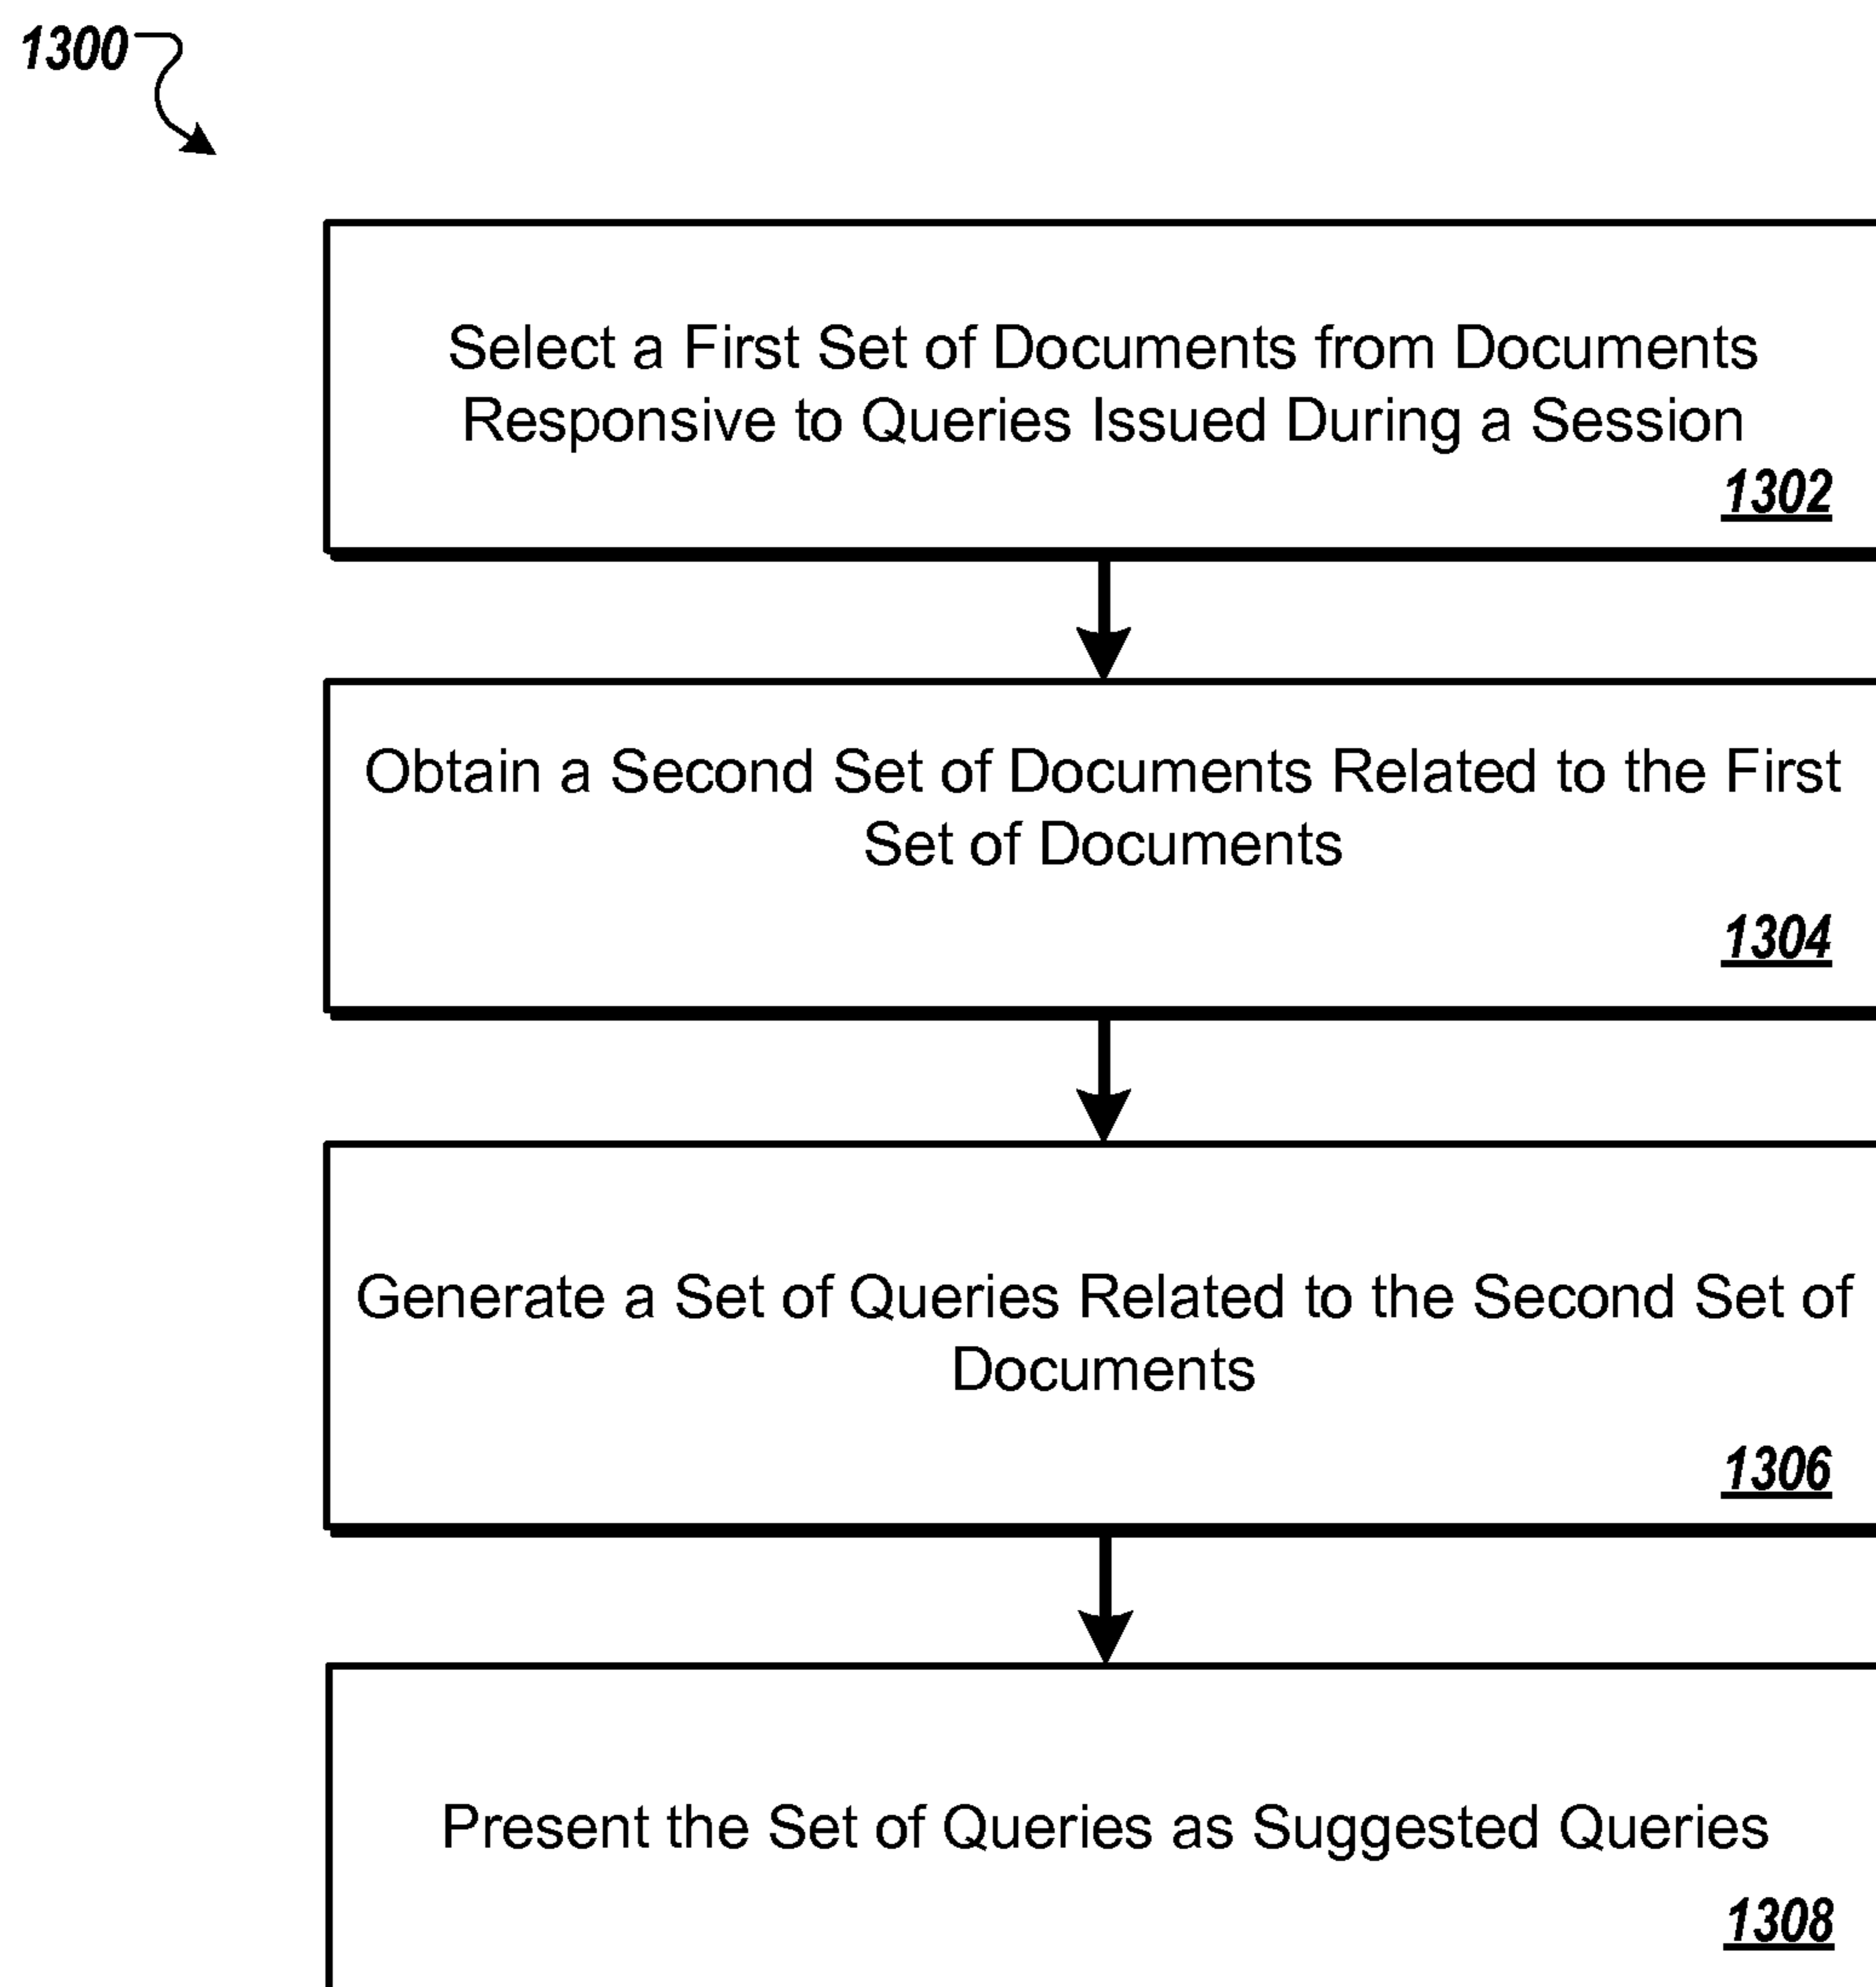 1300
Select a First Set of Documents from Documents
Responsive to Queries Issued During a Session
1302
Obtain a Second Set of Documents Related to the First
Set of Documents
1304
Generate a Set of Queries Related to the Second Set of
Documents
1306
Present the Set of Queries as Suggested Queries
1308